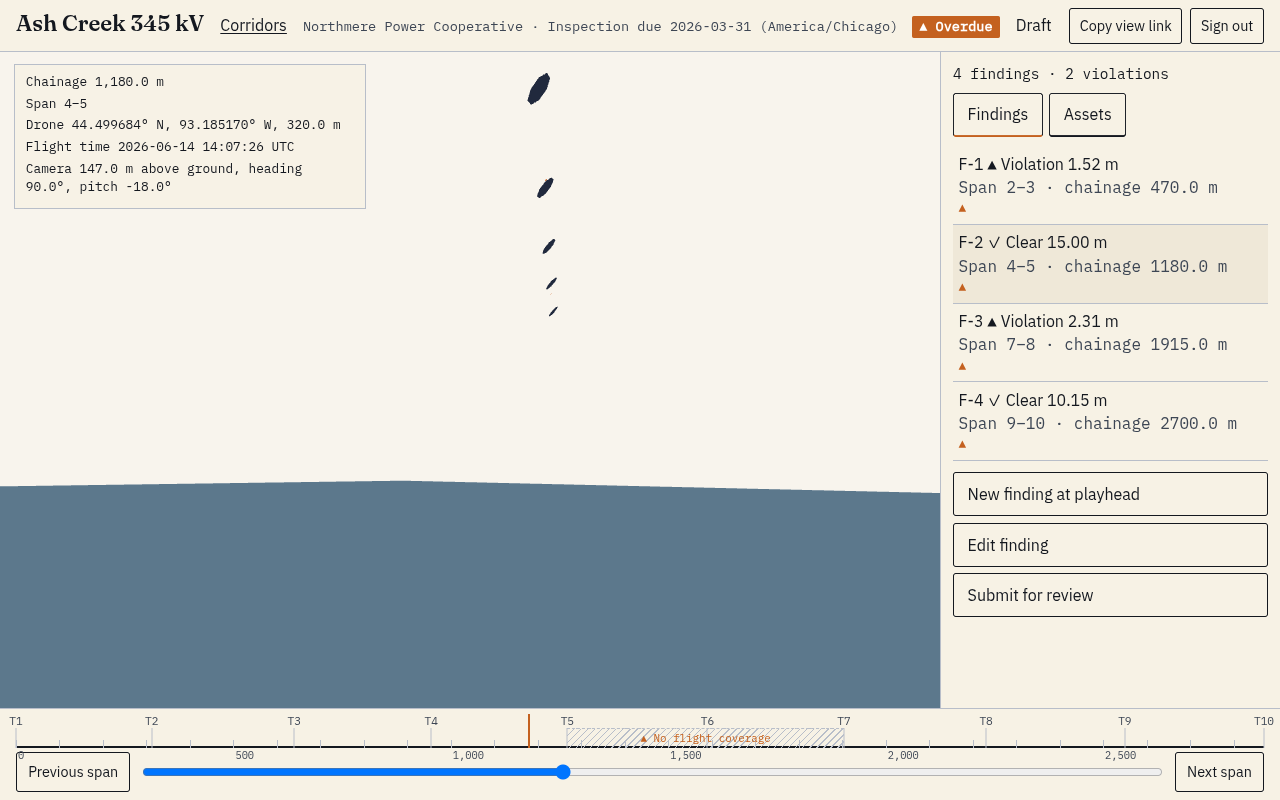 Ash Creek 345 kV
Corridors
Northmere Power Cooperative · Inspection due 2026-03-31 (America/Chicago)
▲ Overdue
Draft
Copy view link
Sign out
Chainage 1,180.0 m
Span 4–5
Drone 44.499684° N, 93.185170° W, 320.0 m
Flight time 2026-06-14 14:07:26 UTC
Camera 147.0 m above ground, heading
90.0°, pitch -18.0°
4 findings · 2 violations
Findings
Assets
F-1 ▲ Violation 1.52 m
Span 2–3 · chainage 470.0 m
▲
F-2 ✓ Clear 15.00 m
Span 4–5 · chainage 1180.0 m
▲
F-3 ▲ Violation 2.31 m
Span 7–8 · chainage 1915.0 m
▲
F-4 ✓ Clear 10.15 m
Span 9–10 · chainage 2700.0 m
▲
New finding at playhead
Edit finding
Submit for review
T1 T2 T3 T4 T5 T6 T7 T8 T9 T10
▲ No flight coverage
0 500 1,000 1,500 2,000 2,500
Previous span
Next span